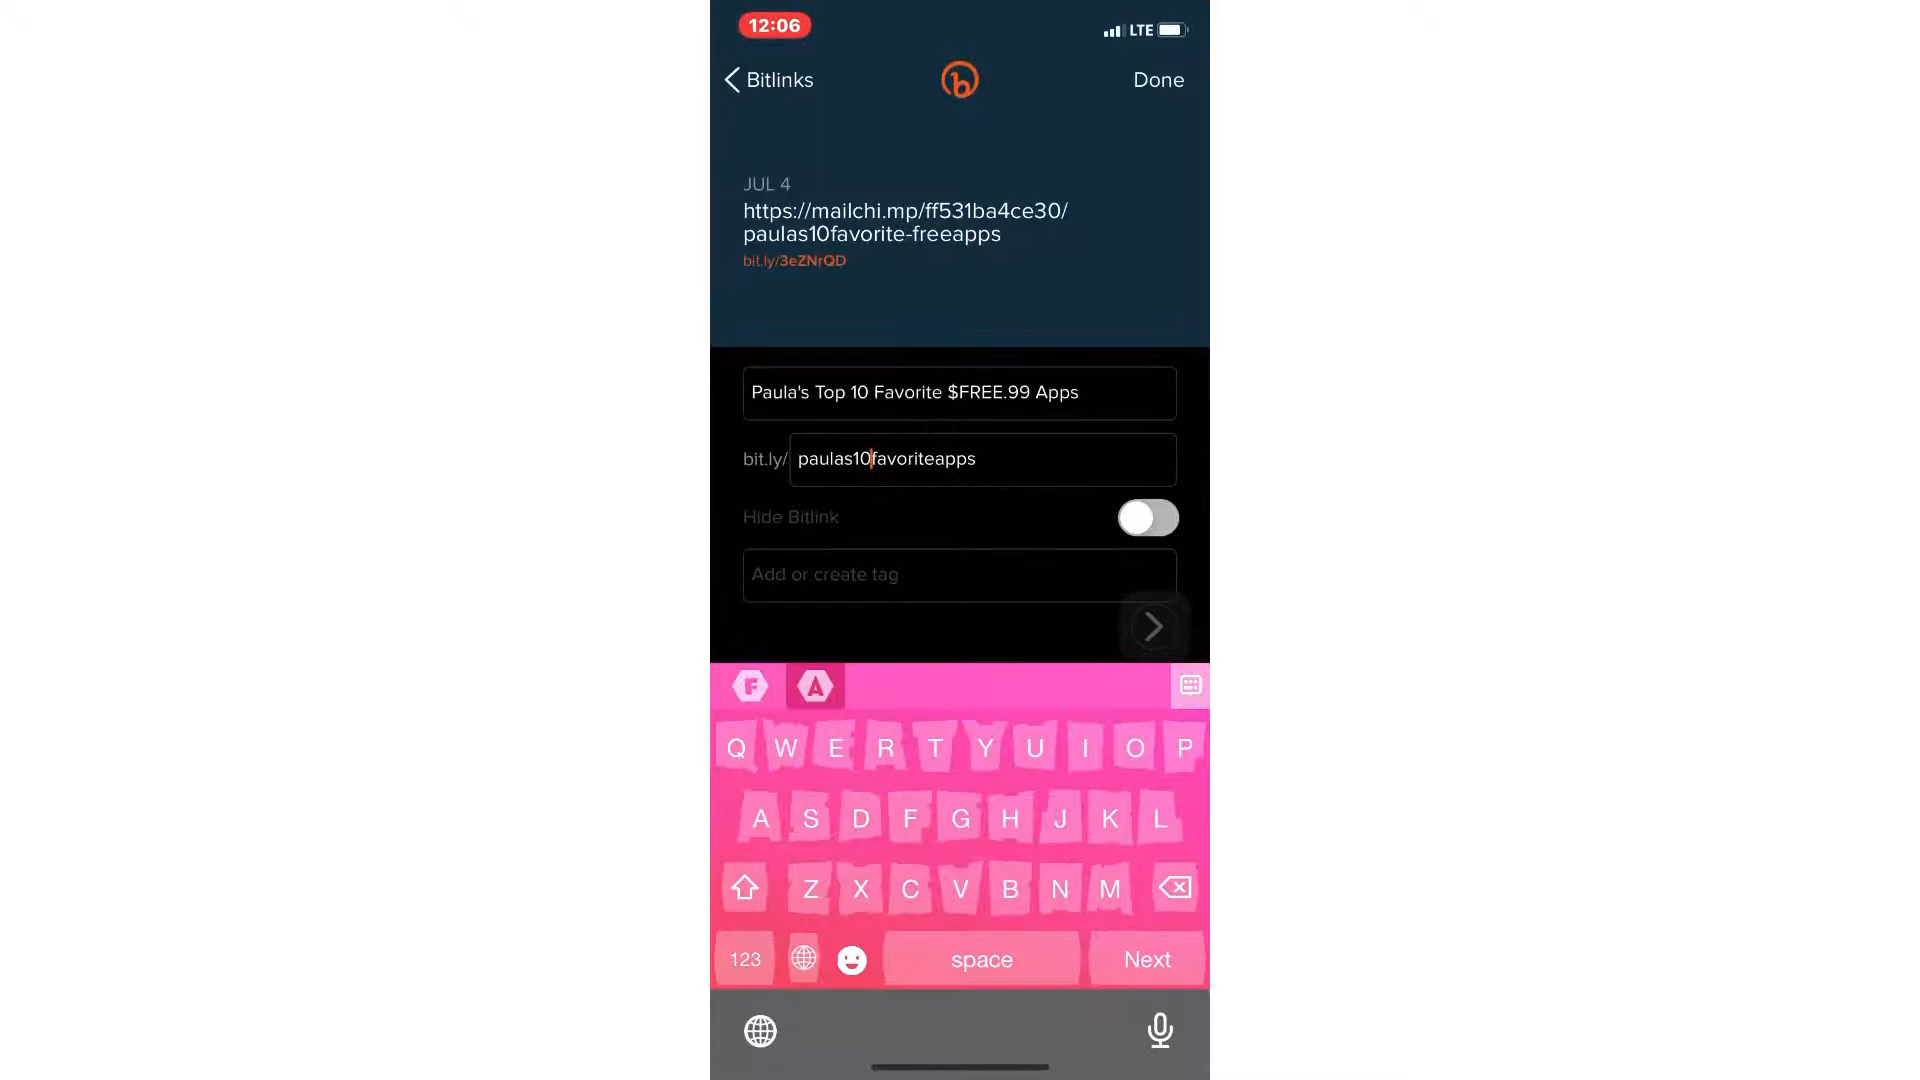 12:06
LTE
Bitlinks
Done
JUL 4
https://mailchi.mp/ff531ba4ce30/
paulas10favorite-freeapps
bit.ly/3eZNrQD
Paula's Top 10 Favorite $FREE.99 Apps
bit.ly/ paulas10favoriteapps
Hide Bitlink
Add or create tag
F A
Q W E R T Y U I O P
A S D F G H J K L
Z X C V B N M
123 space Next